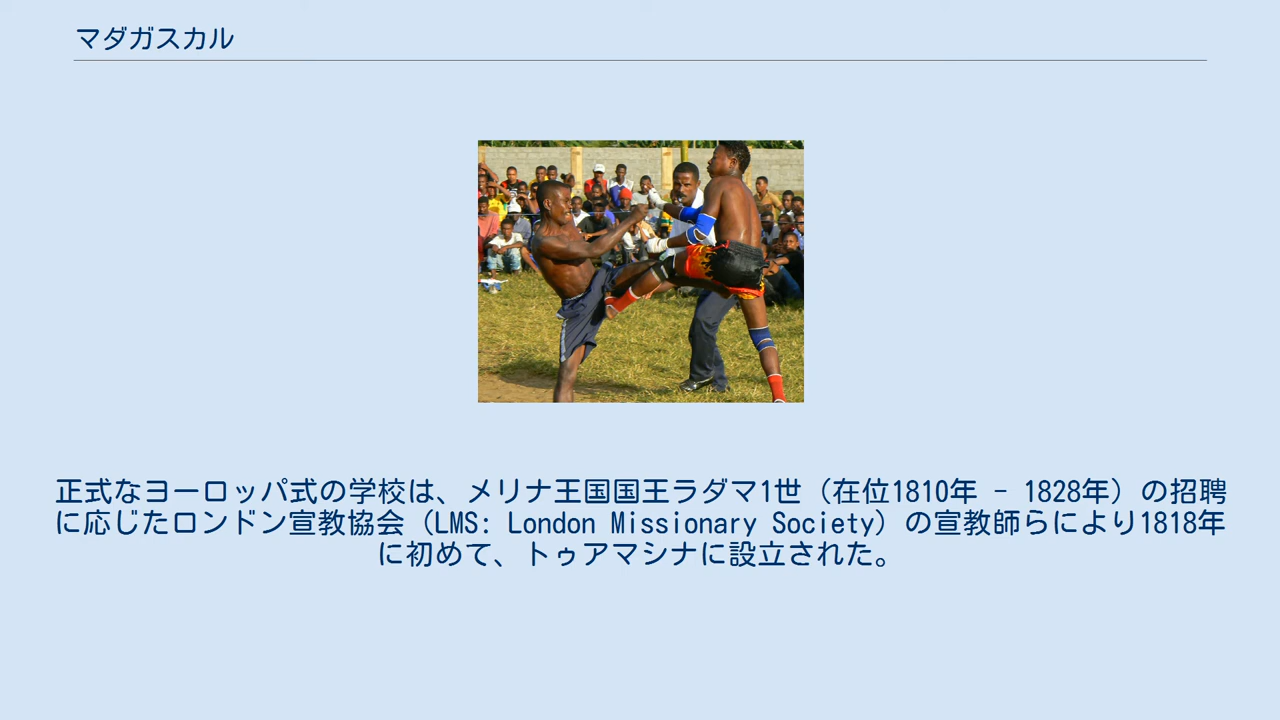 マダガスカル
正式なヨーロッパ式の学校は、メリナ王国国王ラダマ1世（在位1810年 - 1828年）の招聘
に応じたロンドン宣教協会（LMS: London Missionary Society）の宣教師らにより1818年
に初めて、トゥアマシナに設立された。